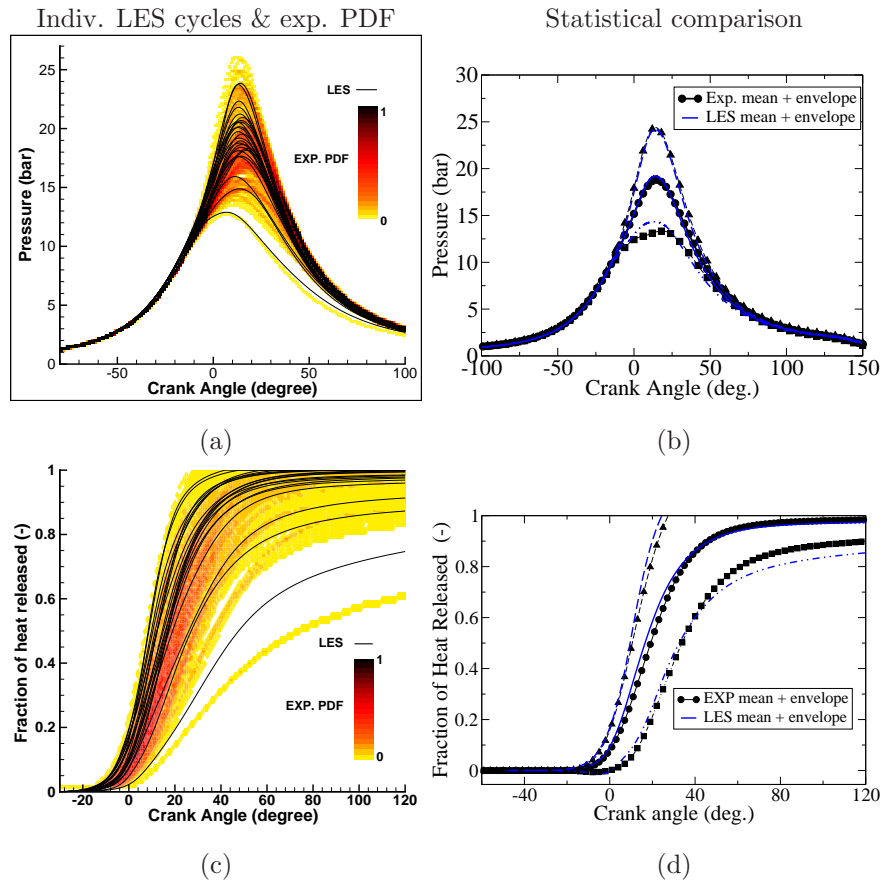 Indiv. LES cycles & exp. PDF
Statistical comparison
25
20
15
10
5
0
Pressure (bar)
-50
0
50
100
Crank Angle (degree)
LES
1
EXP. PDF
0
(a)
30
25
20
15
10
5
0
Pressure (bar)
-100
-50
0
50
100
150
Crank Angle (deg.)
Exp. mean + envelope
LES mean + envelope
(b)
1
0.8
0.6
0.4
0.2
0
Fraction of heat released (-)
-20
0
20
40
60
80
100
120
Crank Angle (degree)
LES
1
EXP. PDF
0
(c)
1
0.8
0.6
0.4
0.2
0
Fraction of Heat Released (-)
-40
0
40
80
120
Crank angle (deg.)
EXP mean + envelope
LES mean + envelope
(d)